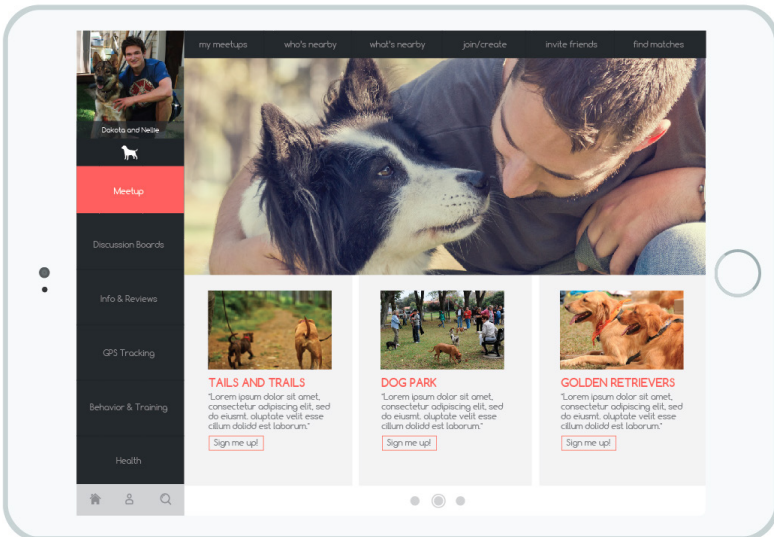 my meetups
who's nearby
what's nearby
join/create
invite friends
find matches
Dakota and Nellie
Meetup
Discussion Boards
Info & Reviews
GPS Tracking
Behavior & Training
Health
TAILS AND TRAILS
"Lorem ipsum dolor sit amet,
consectetur adipiscing elit, sed
do eiusmt. oluptate velit esse
cillum dolidd est laborum."
Sign me up!
DOG PARK
"Lorem ipsum dolor sit amet,
consectetur adipiscing elit, sed
do eiusmt. oluptate velit esse
cillum dolidd est laborum."
Sign me up!
GOLDEN RETRIEVERS
"Lorem ipsum dolor sit amet,
consectetur adipiscing elit, sed
do eiusmt. oluptate velit esse
cillum dolidd est laborum."
Sign me up!